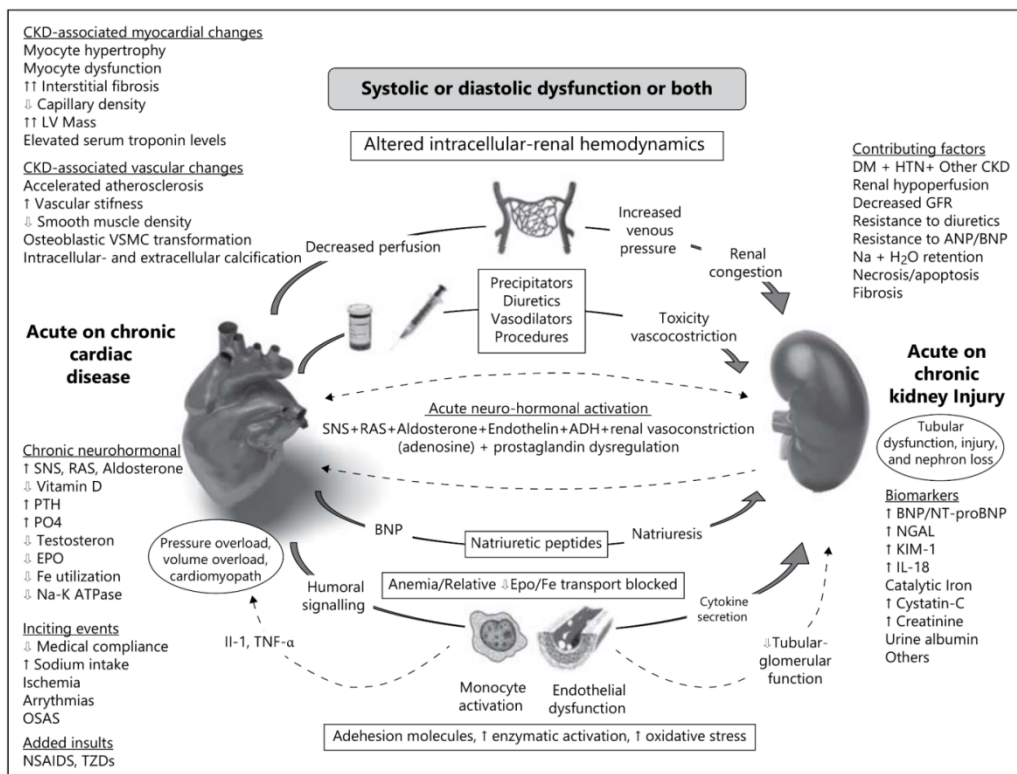 CKD-associated myocardial changes
Myocyte hypertrophy
Myocyte dysfunction
↑↑ Interstitial fibrosis
⇩ Capillary density
↑↑ LV Mass
Elevated serum troponin levels
CKD-associated vascular changes
Accelerated atherosclerosis
↑ Vascular stifness
⇩ Smooth muscle density
Osteoblastic VSMC transformation
Intracellular- and extracellular calcification
Systolic or diastolic dysfunction or both
Altered intracellular-renal hemodynamics
Decreased perfusion
Increased
venous
pressure
Renal
congestion
Contributing factors
DM + HTN+ Other CKD
Renal hypoperfusion
Decreased GFR
Resistance to diuretics
Resistance to ANP/BNP
Na + H₂O retention
Necrosis/apoptosis
Fibrosis
Precipitators
Diuretics
Vasodilators
Procedures
Toxicity
vascocostriction
Acute on chronic
cardiac
disease
Acute on
chronic
kidney Injury
Acute neuro-hormonal activation
SNS+RAS+Aldosterone+Endothelin+ADH+renal vasoconstriction
(adenosine) + prostaglandin dysregulation
Tubular
dysfunction, injury,
and nephron loss
Chronic neurohormonal
↑ SNS, RAS, Aldosterone
⇩ Vitamin D
↑ PTH
↑ PO4
⇩ Testosteron
⇩ EPO
⇩ Fe utilization
⇩ Na-K ATPase
Pressure overload,
volume overload,
cardiomyopath
BNP
Natriuretic peptides
Natriuresis
Humoral
signalling
Anemia/Relative ⇩Epo/Fe transport blocked
Cytokine
secretion
Biomarkers
↑ BNP/NT-proBNP
↑ NGAL
↑ KIM-1
↑ IL-18
Catalytic Iron
↑ Cystatin-C
↑ Creatinine
Urine albumin
Others
Inciting events
⇩ Medical compliance
↑ Sodium intake
Ischemia
Arrythmias
OSAS
Added insults
NSAIDS, TZDs
Il-1, TNF-α
Monocyte
activation
Endothelial
dysfunction
⇩Tubular-
glomerular
function
Adehesion molecules, ↑ enzymatic activation, ↑ oxidative stress